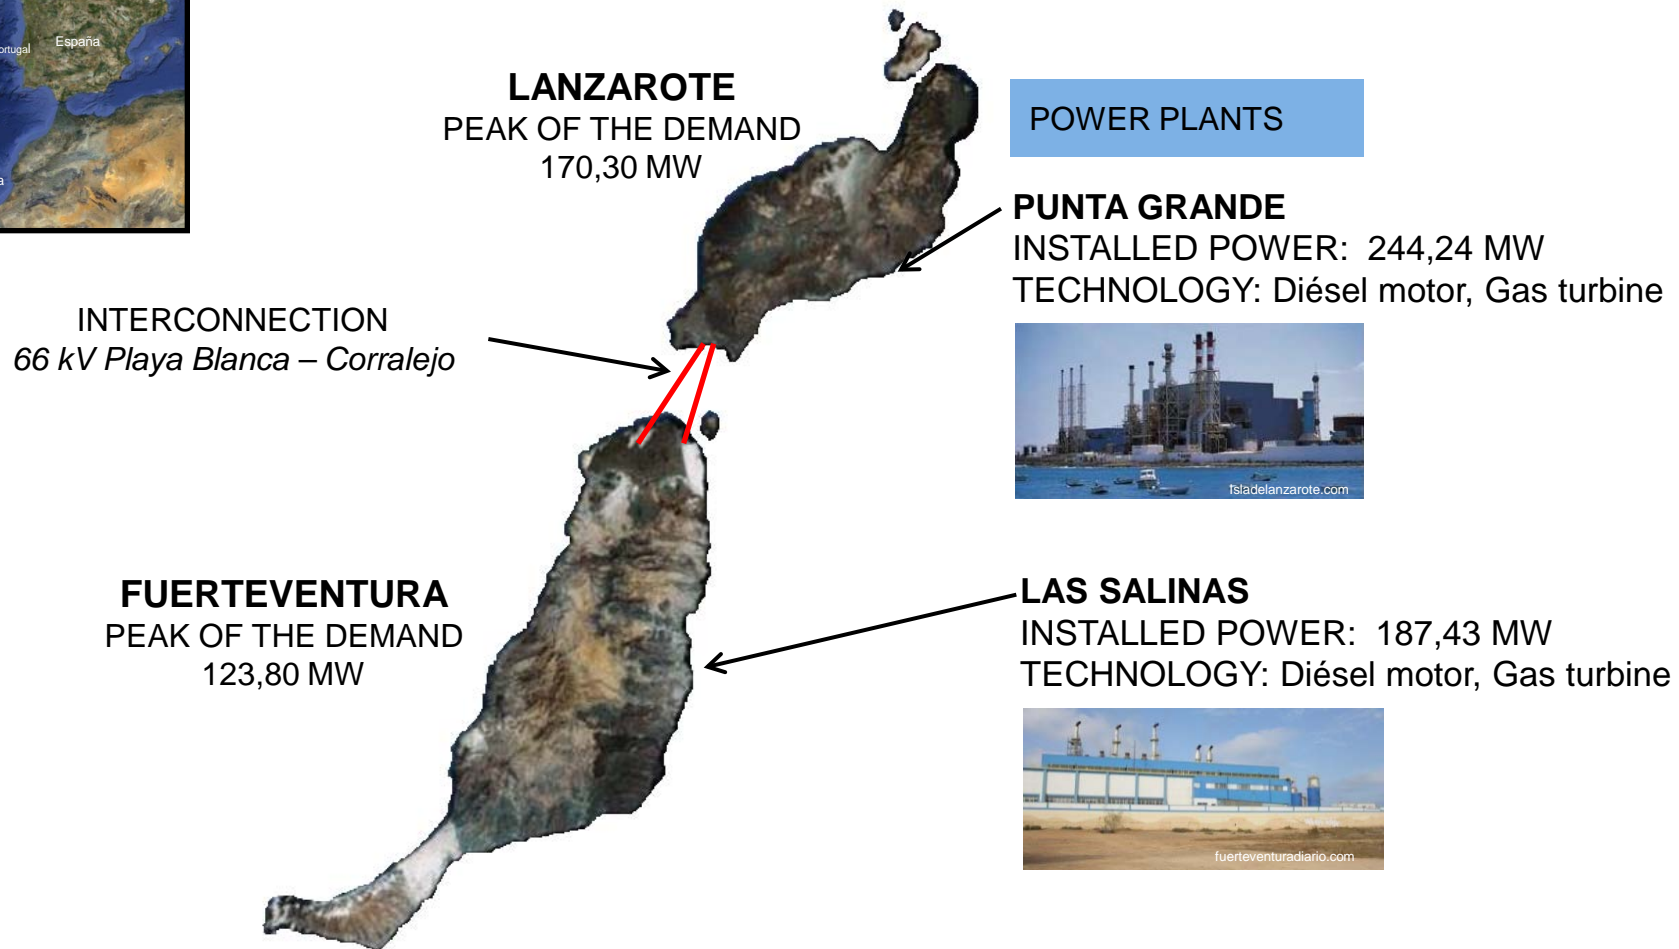 España
LANZAROTE
PEAK OF THE DEMAND
170,30 MW
POWER PLANTS
PUNTA GRANDE
INSTALLED POWER: 244,24 MW
TECHNOLOGY: Diésel motor, Gas turbine
INTERCONNECTION
66 kV Playa Blanca – Corralejo
Isladelanzarote.com
FUERTEVENTURA
PEAK OF THE DEMAND
123,80 MW
LAS SALINAS
INSTALLED POWER: 187,43 MW
TECHNOLOGY: Diésel motor, Gas turbine
fuerteventuradiario.com